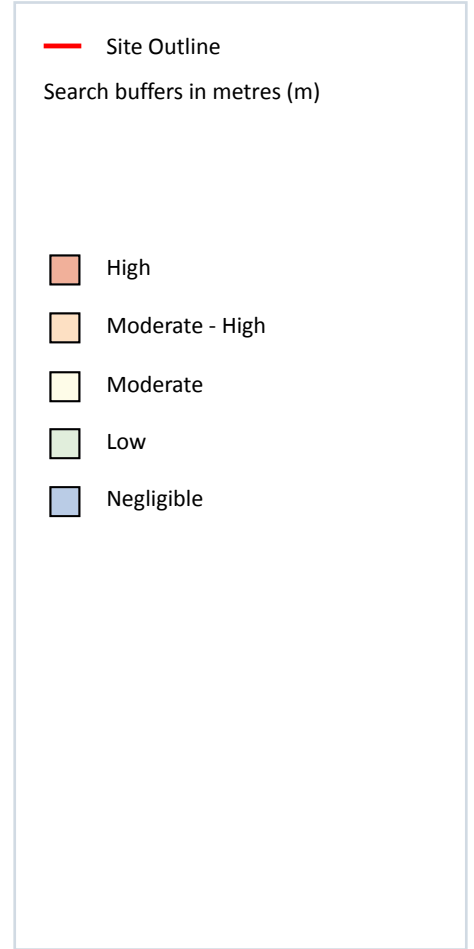 Site Outline
Search buffers in metres (m)
High
Moderate - High
Moderate
Low
Negligible